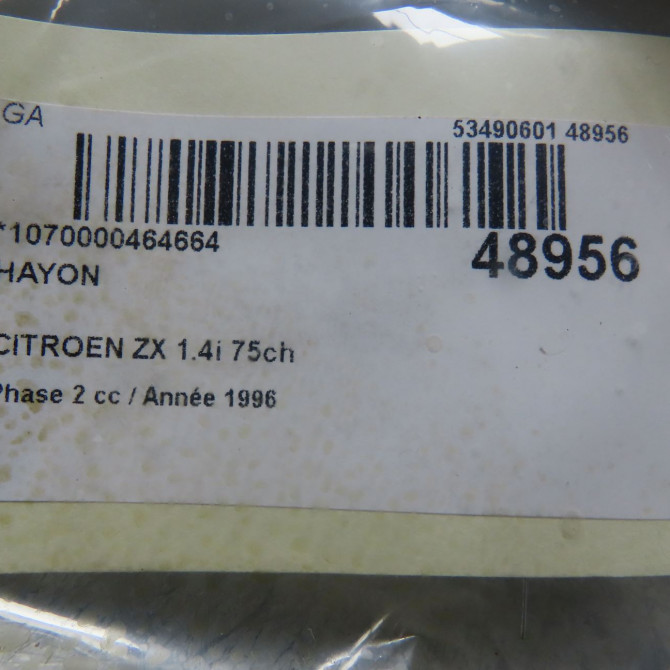 GA
53490601 48956
*1070000464664
48956
HAYON
CITROEN ZX 1.4i 75ch
Phase 2 cc / Année 1996